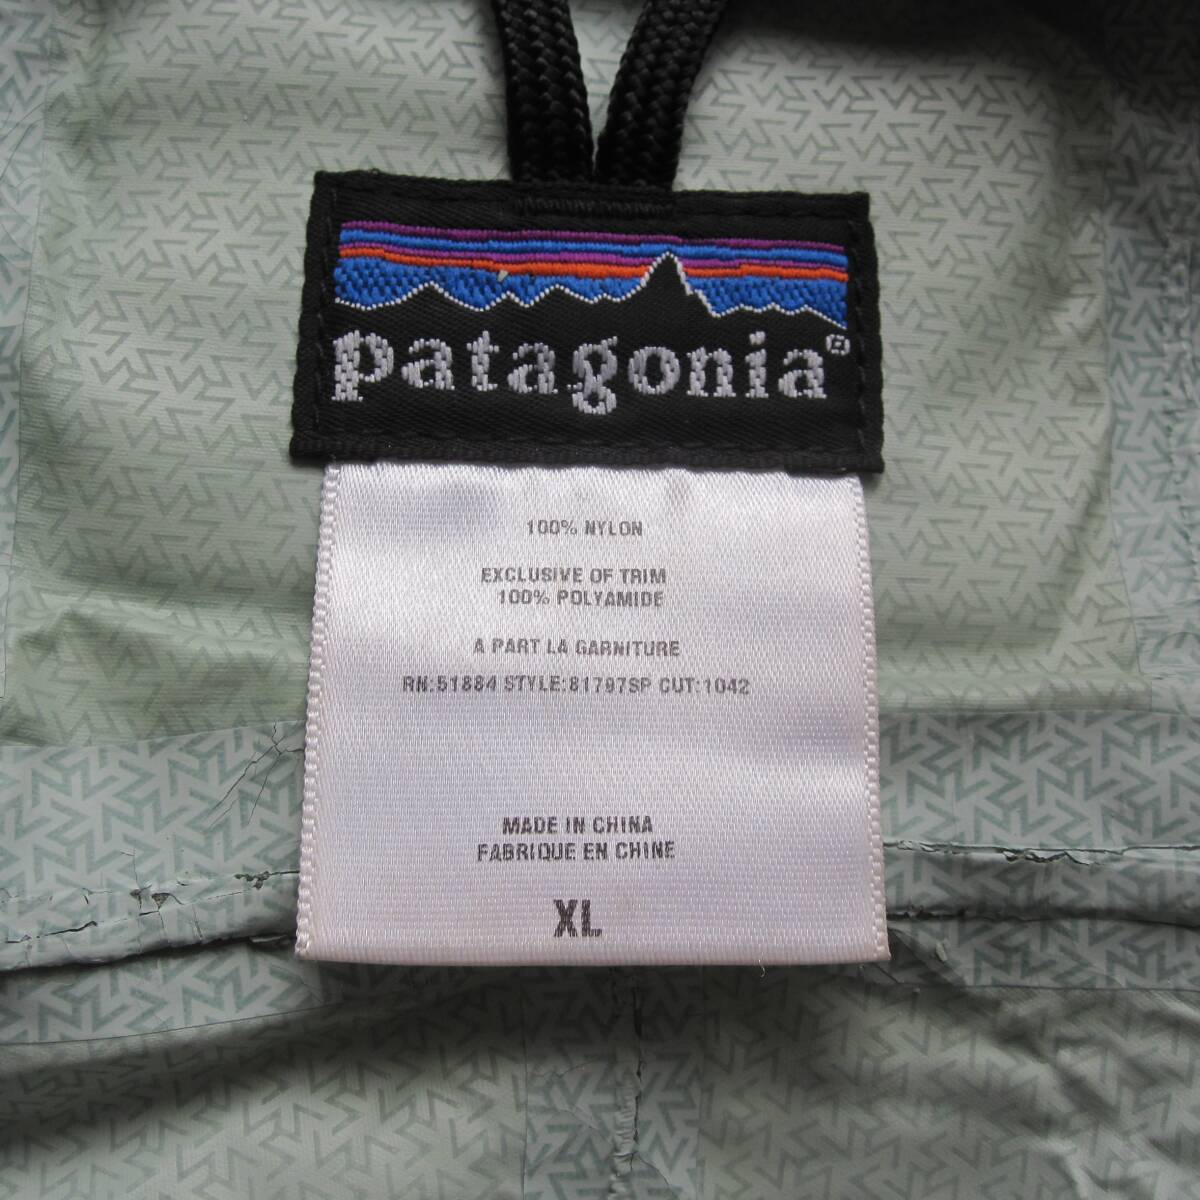 patagonia®
100% NYLON
EXCLUSIVE OF TRIM
100% POLYAMIDE
A PART LA GARNITURE
RN:51884 STYLE:81797SP CUT:1042
MADE IN CHINA
FABRIQUE EN CHINE
XL